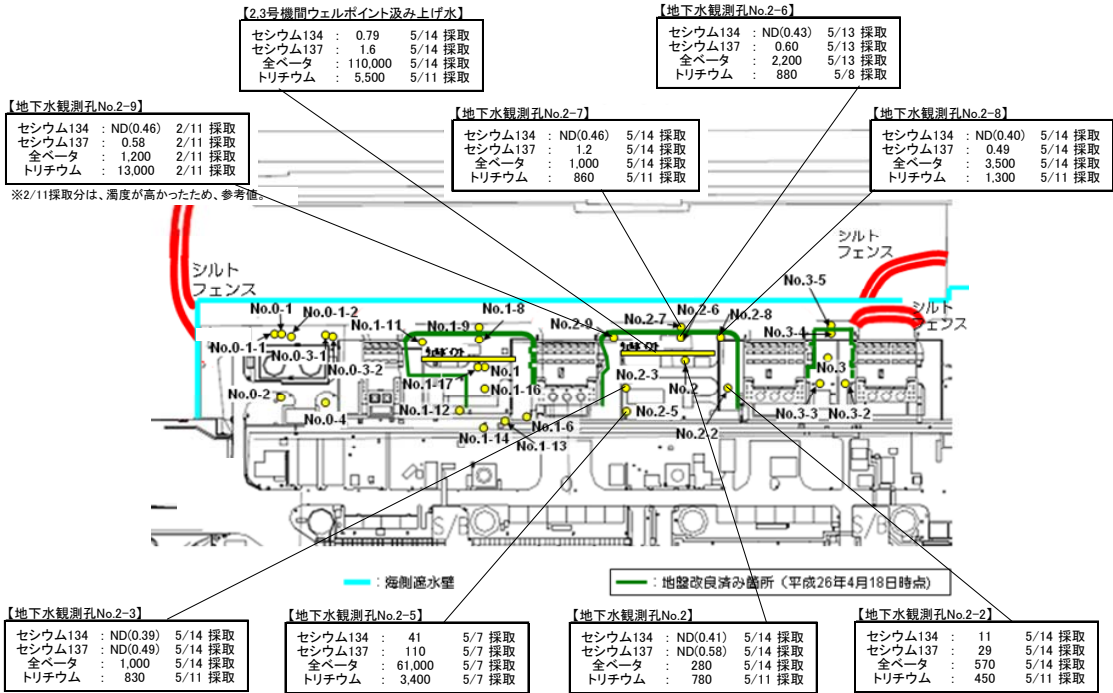 【2,3号機間ウェルポイント汲み上げ水】
セシウム134 : 0.79 5/14 採取
セシウム137 : 1.6 5/14 採取
全ベータ : 110,000 5/14 採取
トリチウム : 5,500 5/11 採取
【地下水観測孔No.2-6】
セシウム134 : ND(0.43) 5/13 採取
セシウム137 : 0.60 5/13 採取
全ベータ : 2,200 5/13 採取
トリチウム : 880 5/8 採取
【地下水観測孔No.2-9】
セシウム134 : ND(0.46) 2/11 採取
セシウム137 : 0.58 2/11 採取
全ベータ : 1,200 2/11 採取
トリチウム : 13,000 2/11 採取
※2/11採取分は、濁度が高かったため、参考値。
【地下水観測孔No.2-7】
セシウム134 : ND(0.46) 5/14 採取
セシウム137 : 1.2 5/14 採取
全ベータ : 1,000 5/14 採取
トリチウム : 860 5/11 採取
【地下水観測孔No.2-8】
セシウム134 : ND(0.40) 5/14 採取
セシウム137 : 0.49 5/14 採取
全ベータ : 3,500 5/14 採取
トリチウム : 1,300 5/11 採取
シルト
フェンス
シルト
フェンス
シルト
フェンス
No.0-1
No.0-1-2
No.0-1-1
No.0-3-1
No.0-3-2
No.0-2
No.0-4
No.1-11
No.1-9
No.1-8
ウェルポイント
No.1
No.1-17
No.1-16
No.1-12
No.1-6
No.1-14
No.1-13
No.2-9
No.2-7
No.2-6
No.2-8
ウェルポイント
No.2-3
No.2
No.2-5
No.2-2
No.3-5
No.3-4
No.3
No.3-3
No.3-2
S/B
S/B
:海側遮水壁
:地盤改良済み箇所(平成26年4月18日時点)
【地下水観測孔No.2-3】
セシウム134 : ND(0.39) 5/14 採取
セシウム137 : ND(0.49) 5/14 採取
全ベータ : 1,000 5/14 採取
トリチウム : 830 5/11 採取
【地下水観測孔No.2-5】
セシウム134 : 41 5/7 採取
セシウム137 : 110 5/7 採取
全ベータ : 61,000 5/7 採取
トリチウム : 3,400 5/7 採取
【地下水観測孔No.2】
セシウム134 : ND(0.41) 5/14 採取
セシウム137 : ND(0.58) 5/14 採取
全ベータ : 280 5/14 採取
トリチウム : 780 5/11 採取
【地下水観測孔No.2-2】
セシウム134 : 11 5/14 採取
セシウム137 : 29 5/14 採取
全ベータ : 570 5/14 採取
トリチウム : 450 5/11 採取